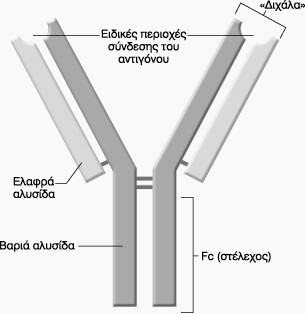 «Διχάλα»
Ειδικές περιοχές
σύνδεσης του
αντιγόνου
Ελαφρά
αλυσίδα
Βαριά αλυσίδα
Fc (στέλεχος)